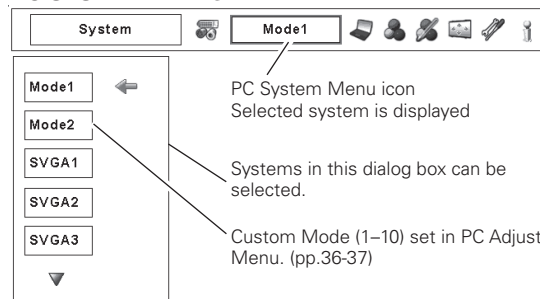 System
Mode1
PC System Menu icon
Selected system is displayed
Mode1
Mode2
SVGA1
SVGA2
SVGA3
Systems in this dialog box can be
selected.
Custom Mode (1–10) set in PC Adjust
Menu. (pp.36-37)